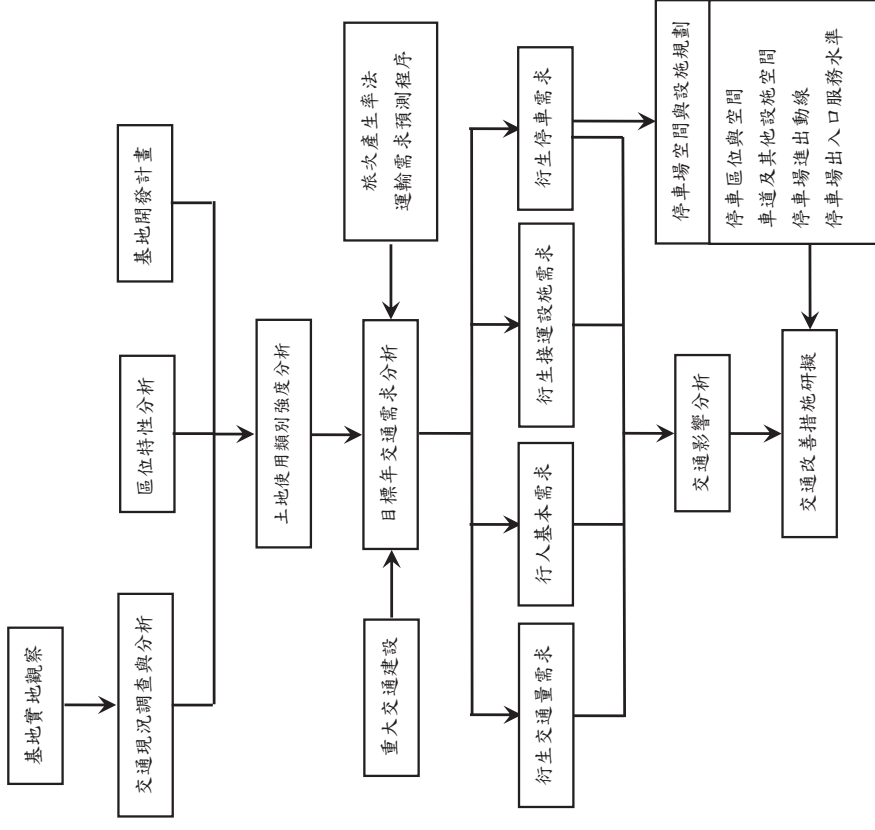 基地實地觀察
交通現況調查與分析
區位特性分析
基地開發計畫
土地使用類別強度分析
重大交通建設
目標年交通需求分析
旅次產生率法
運輸需求預測程序
衍生交通量需求
行人基本需求
衍生接運設施需求
衍生停車需求
交通影響分析
停車場空間與設施規劃
停車區位與空間
車道及其他設施空間
停車場進出動線
停車場出入口服務水準
交通改善措施研擬